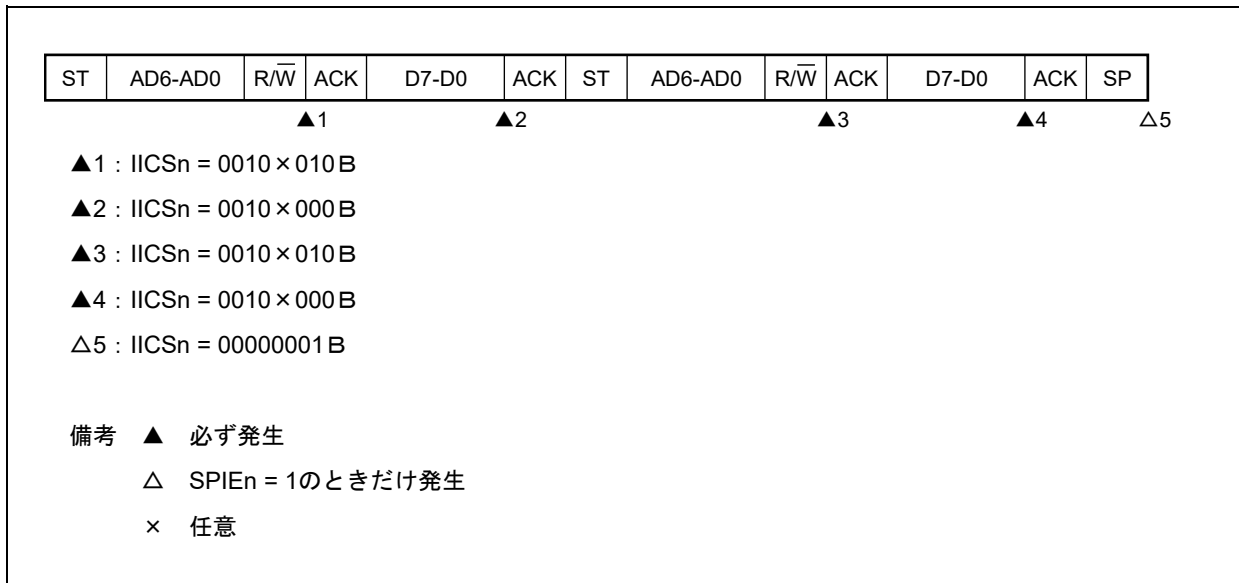 ST AD6-AD0 R/W̅ ACK D7-D0 ACK ST AD6-AD0 R/W̅ ACK D7-D0 ACK SP
▲1 ▲2 ▲3 ▲4 △5
▲1：IICSn = 0010×010B
▲2：IICSn = 0010×000B
▲3：IICSn = 0010×010B
▲4：IICSn = 0010×000B
△5：IICSn = 00000001B
備考 ▲ 必ず発生
△ SPIEn = 1のときだけ発生
× 任意